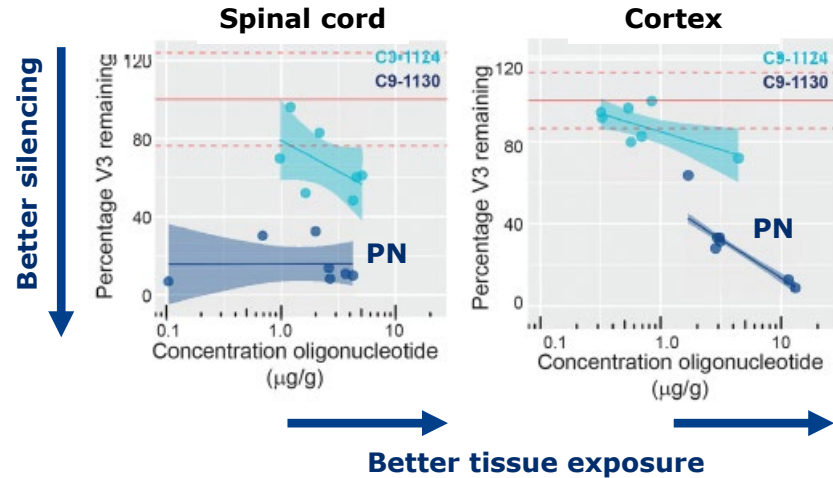 Spinal cord
Cortex
Better silencing
Percentage V3 remaining
120
80
40
0
C9-1124
C9-1130
PN
0.1
1.0
10
Concentration oligonucleotide
(μg/g)
Percentage V3 remaining
120
80
40
0
C9-1124
C9-1130
PN
0.1
1.0
10
Concentration oligonucleotide
(μg/g)
Better tissue exposure